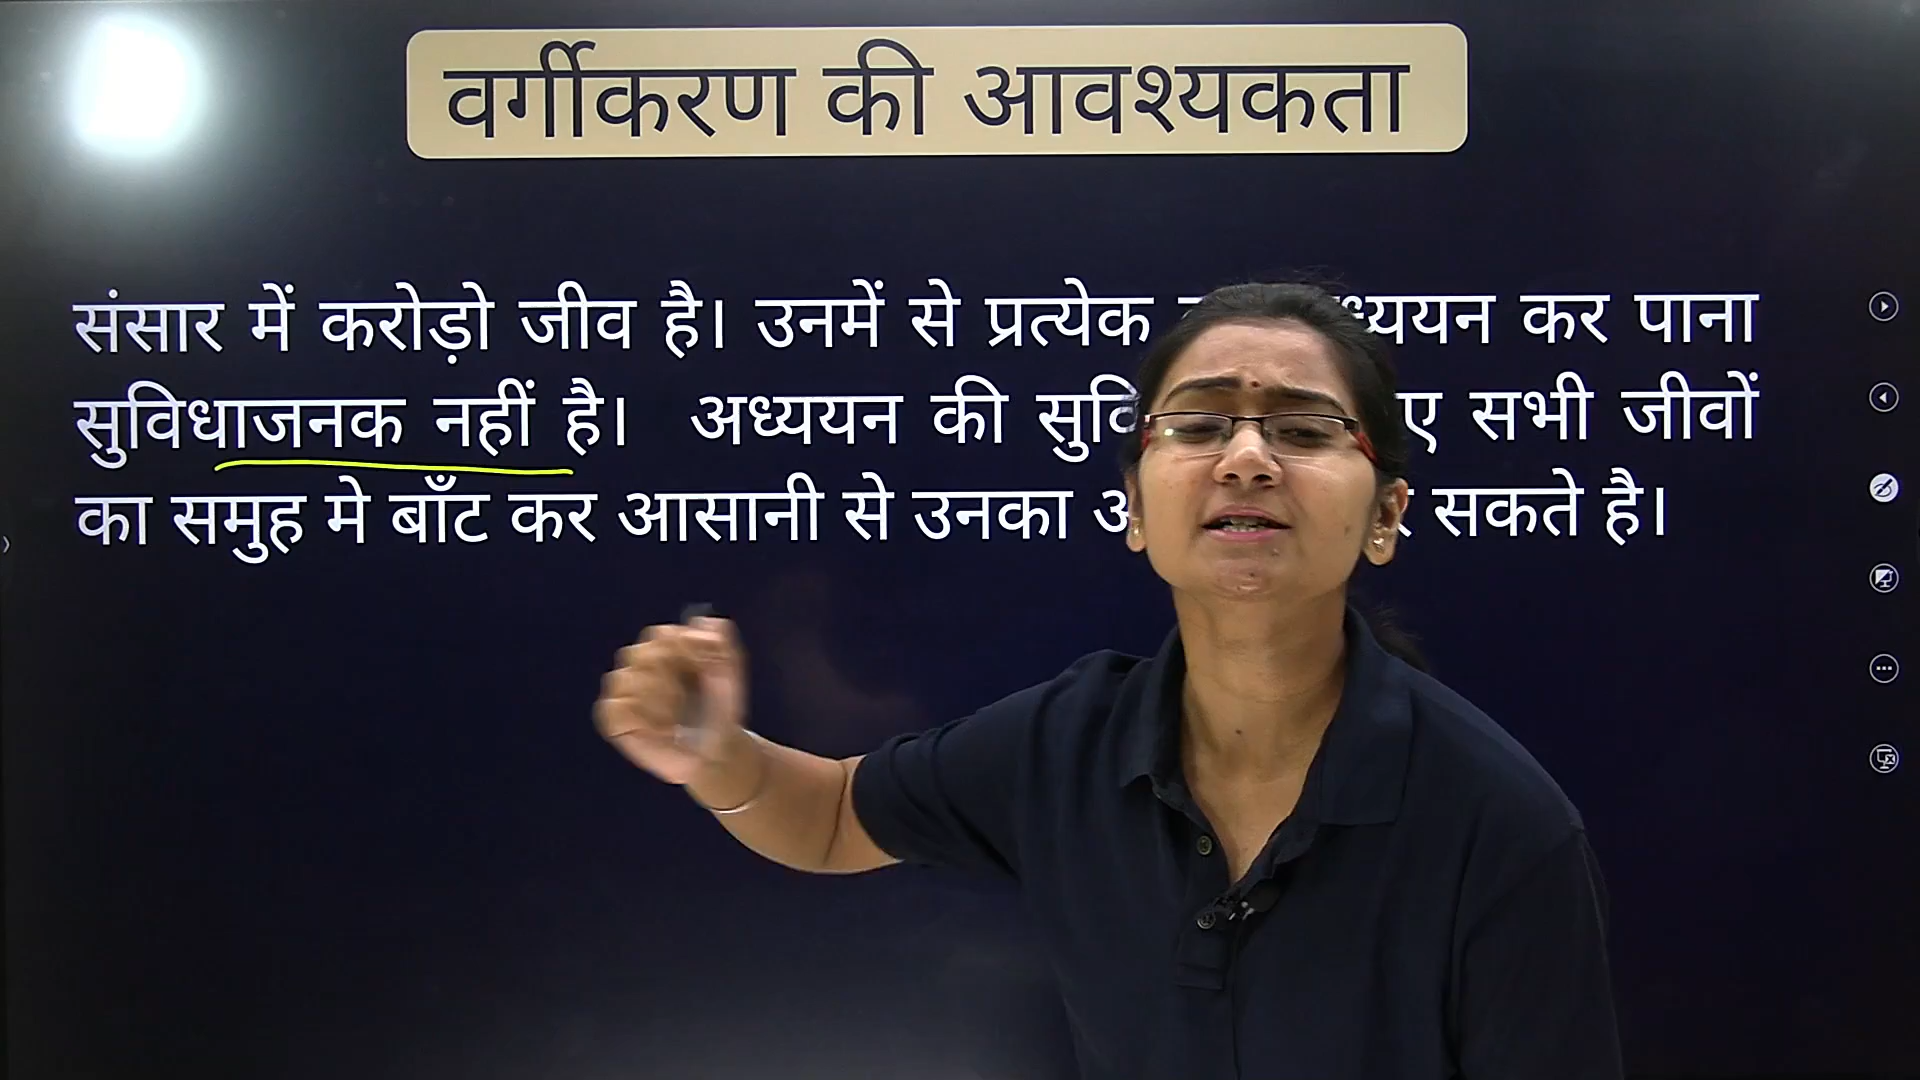 वर्गीकरण की आवश्यकता
संसार में करोड़ो जीव है। उनमें से प्रत्येक कर पाना
सुविधाजनक नहीं है। अध्ययन की सभी जीवों
का समुह मे बाँट कर आसानी से उनका सकते है।